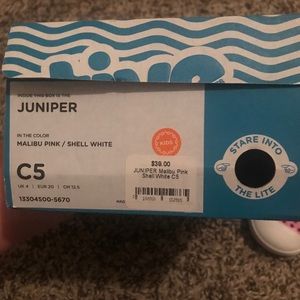 INSIDE THIS BOX IS THE
JUNIPER
IN THE COLOR
MALIBU PINK / SHELL WHITE
KIDS
C5
UK 4 | EUR 20 | CM 12.5
13304500-5670
$39.00
JUNIPER Malibu Pink
Shell White C5
STARE INTO
THE LITE